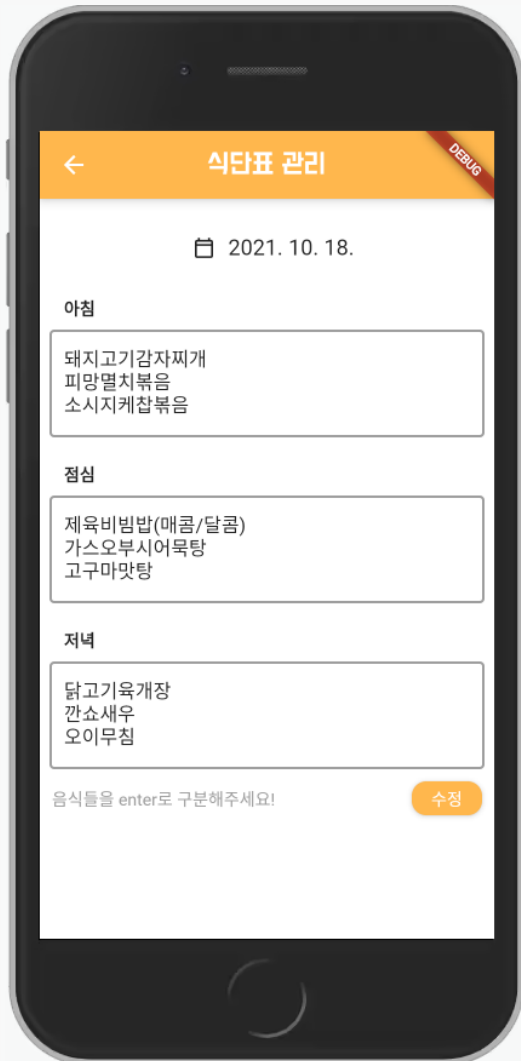 식단표 관리
DEBUG
2021. 10. 18.
아침
돼지고기감자찌개
피망멸치볶음
소시지케찹볶음
점심
제육비빔밥(매콤/달콤)
가스오부시어묵탕
고구마맛탕
저녁
닭고기육개장
깐쇼새우
오이무침
음식들을 enter로 구분해주세요!
수정